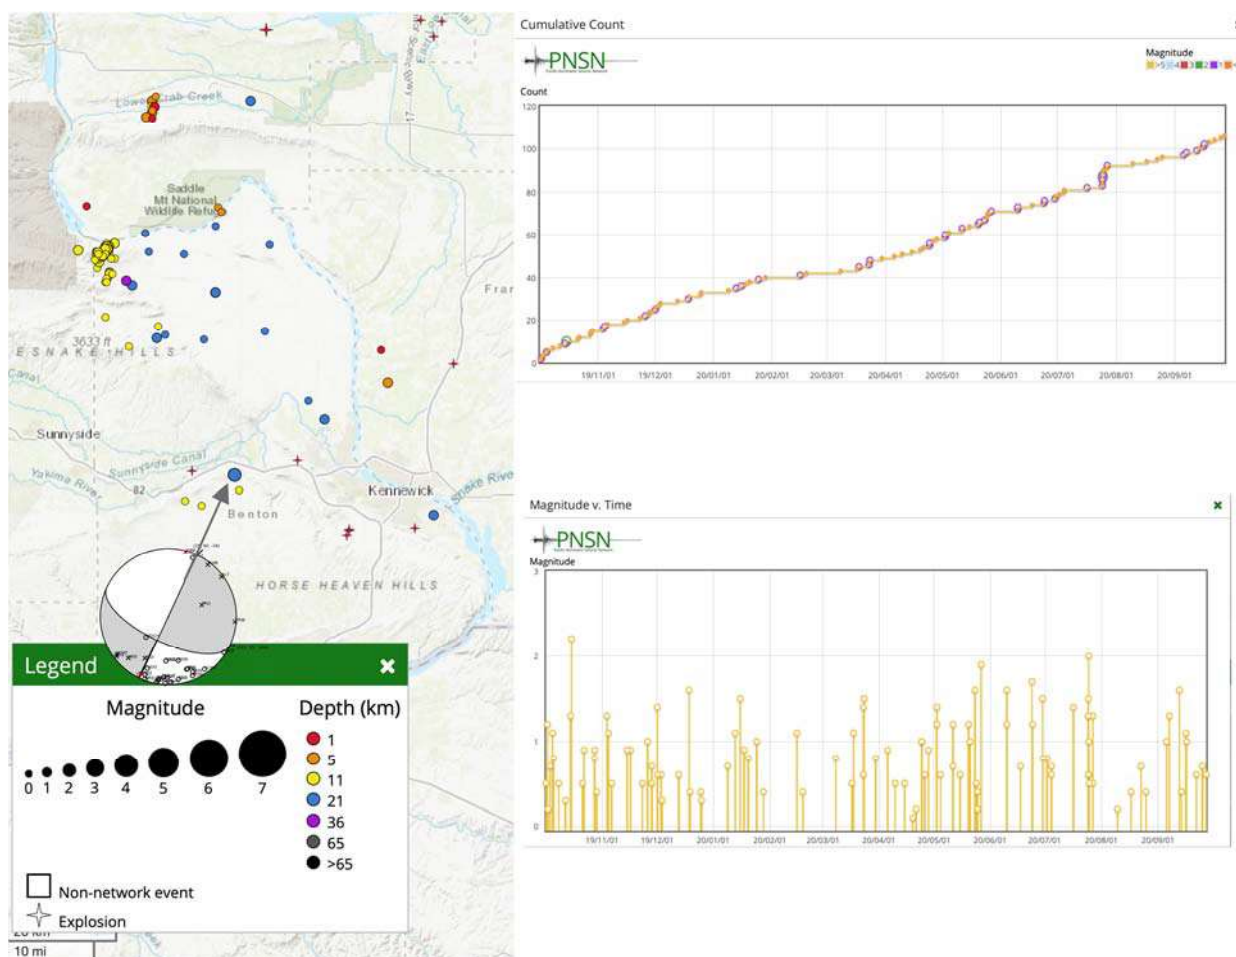 Lower Crab Creek
17
Saddle
Mt National
Wildlife Refug
Fran
3633 ft
ESNAKE HILLS
Canal
Sunnyside
Sunnyside Canal
Yakima River
82
Kennewick
Snake River
Benton
HORSE HEAVEN HILLS
Legend
Magnitude
0 1 2 3 4 5 6 7
Depth (km)
1
5
11
21
36
65
>65
Non-network event
Explosion
10 mi
Cumulative Count
PNSN
Magnitude
>5 4 3 2 1
Count
120
100
80
60
40
20
0
19/11/01 19/12/01 20/01/01 20/02/01 20/03/01 20/04/01 20/05/01 20/06/01 20/07/01 20/08/01 20/09/01
Magnitude v. Time
PNSN
Magnitude
3
2
1
0
19/11/01 19/12/01 20/01/01 20/02/01 20/03/01 20/04/01 20/05/01 20/06/01 20/07/01 20/08/01 20/09/01